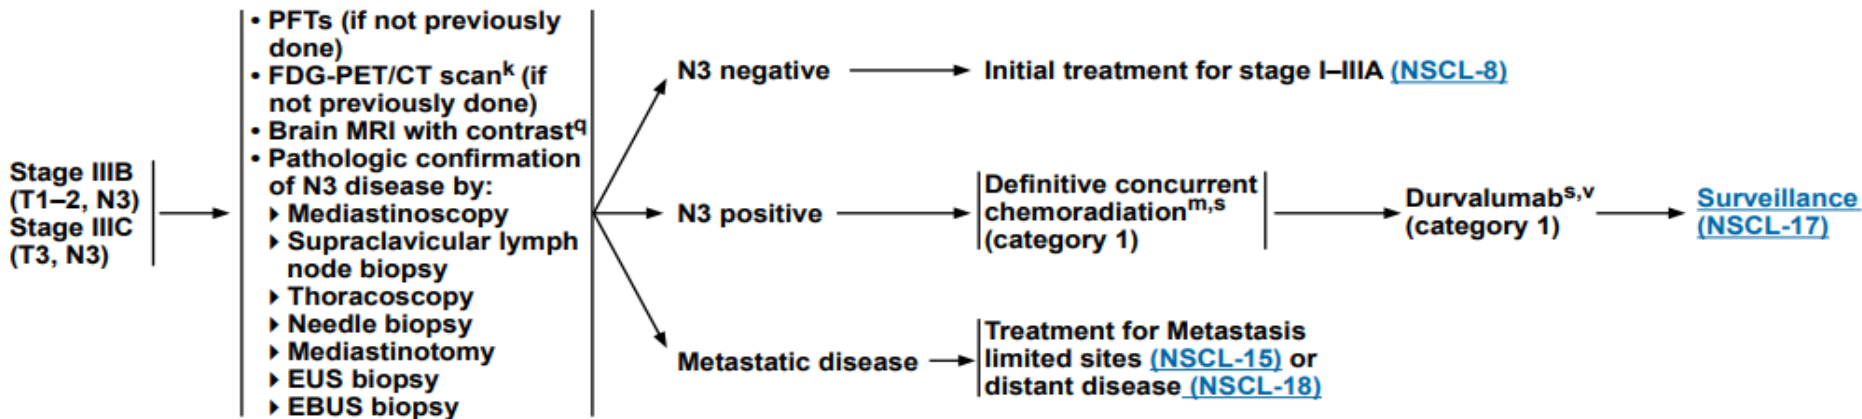 Stage IIIB
(T1–2, N3)
Stage IIIC
(T3, N3)
• PFTs (if not previously
done)
• FDG-PET/CT scanᵏ (if
not previously done)
• Brain MRI with contrastᑫ
• Pathologic confirmation
of N3 disease by:
▸ Mediastinoscopy
▸ Supraclavicular lymph
node biopsy
▸ Thoracoscopy
▸ Needle biopsy
▸ Mediastinotomy
▸ EUS biopsy
▸ EBUS biopsy
N3 negative
Initial treatment for stage I–IIIA (NSCL-8)
N3 positive
Definitive concurrent
chemoradiationᵐ,ˢ
(category 1)
Durvalumabˢ,ᵛ
(category 1)
Surveillance
(NSCL-17)
Metastatic disease
Treatment for Metastasis
limited sites (NSCL-15) or
distant disease (NSCL-18)